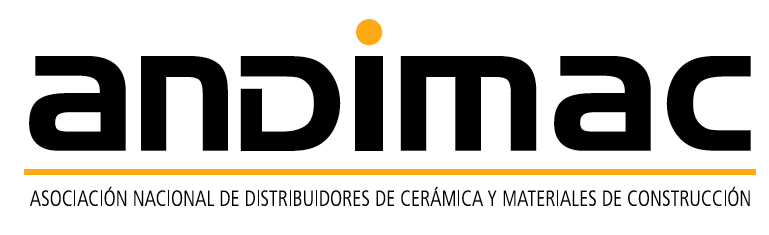 anDimac
ASOCIACIÓN NACIONAL DE DISTRIBUIDORES DE CERÁMICA Y MATERIALES DE CONSTRUCCIÓN